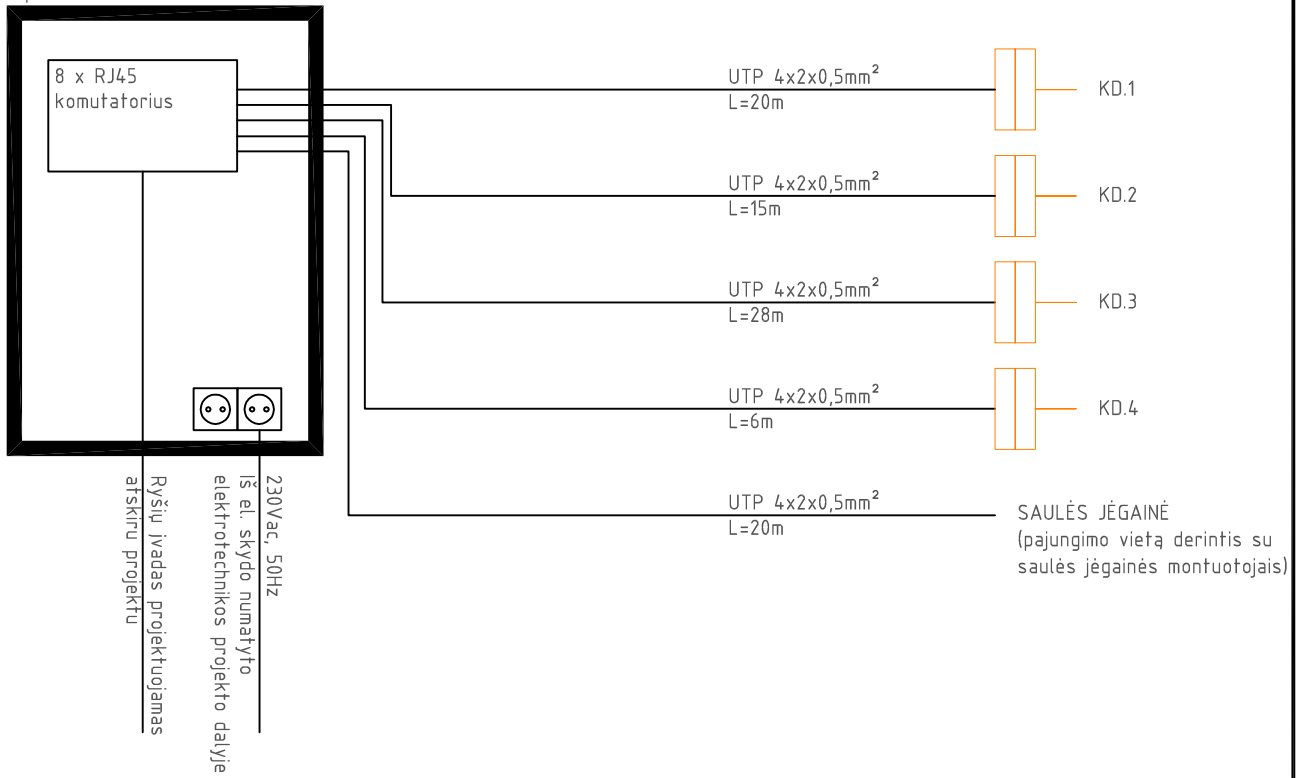 8 x RJ45
komutatorius
UTP 4x2x0,5mm²
L=20m
KD.1
UTP 4x2x0,5mm²
L=15m
KD.2
UTP 4x2x0,5mm²
L=28m
KD.3
UTP 4x2x0,5mm²
L=6m
KD.4
UTP 4x2x0,5mm²
L=20m
SAULĖS JĖGAINĖ
(pajungimo vietą derintis su
saulės jėgainės montuotojais)
Ryšių įvadas projektuojamas
atskiru projektu
230Vac, 50Hz
Iš el. skydo numatyto
elektrotechnikos projekto dalyje